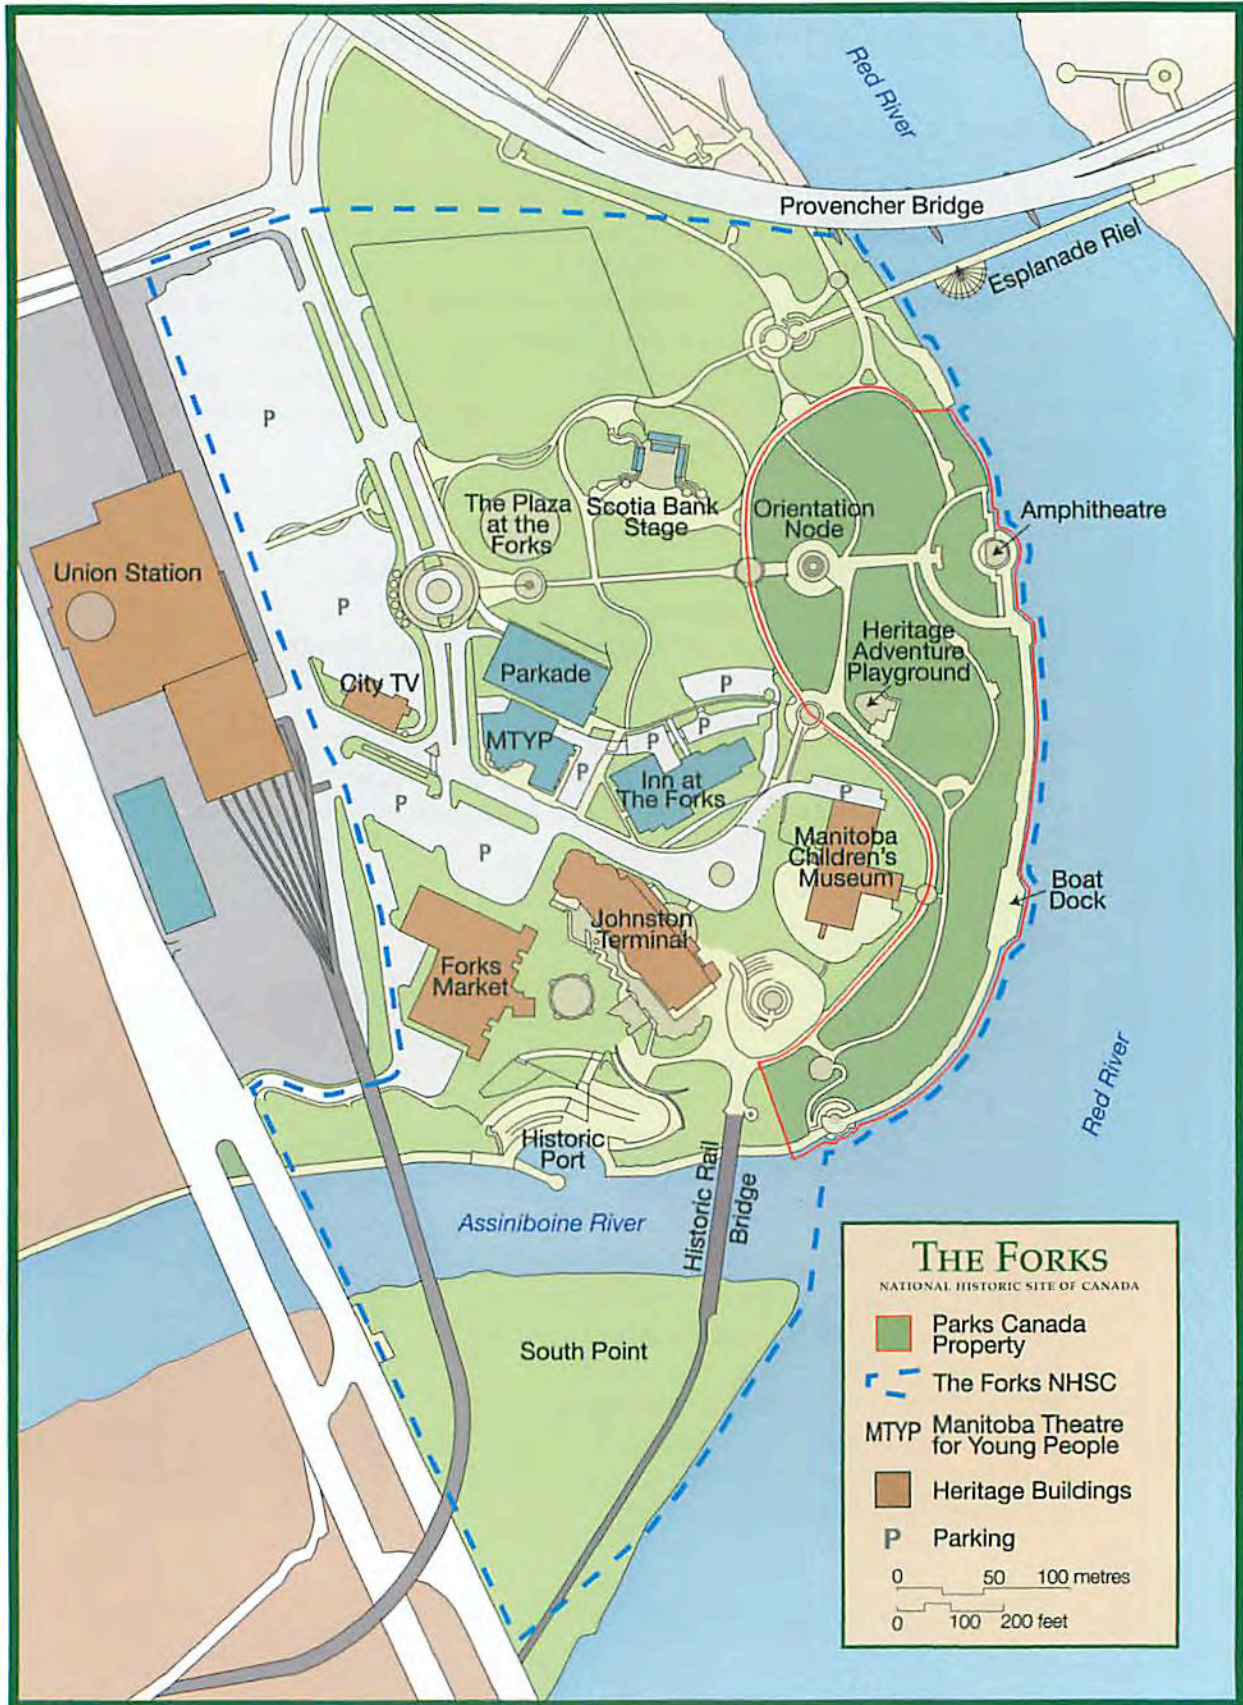 Red River
Provencher Bridge
Esplanade Riel
P
The Plaza
at the
Forks
Scotia Bank
Stage
Orientation
Node
Amphitheatre
Union Station
P
Heritage
Adventure
Playground
City TV
Parkade
P
P
MTYP
P
P
Inn at
The Forks
P
P
P
Manitoba
Children's
Museum
Boat
Dock
Johnston
Terminal
Forks
Market
Red River
Historic
Port
Historic Rail
Bridge
Assiniboine River
South Point
THE FORKS
NATIONAL HISTORIC SITE OF CANADA
Parks Canada
Property
The Forks NHSC
MTYP Manitoba Theatre
for Young People
Heritage Buildings
P Parking
0 50 100 metres
0 100 200 feet